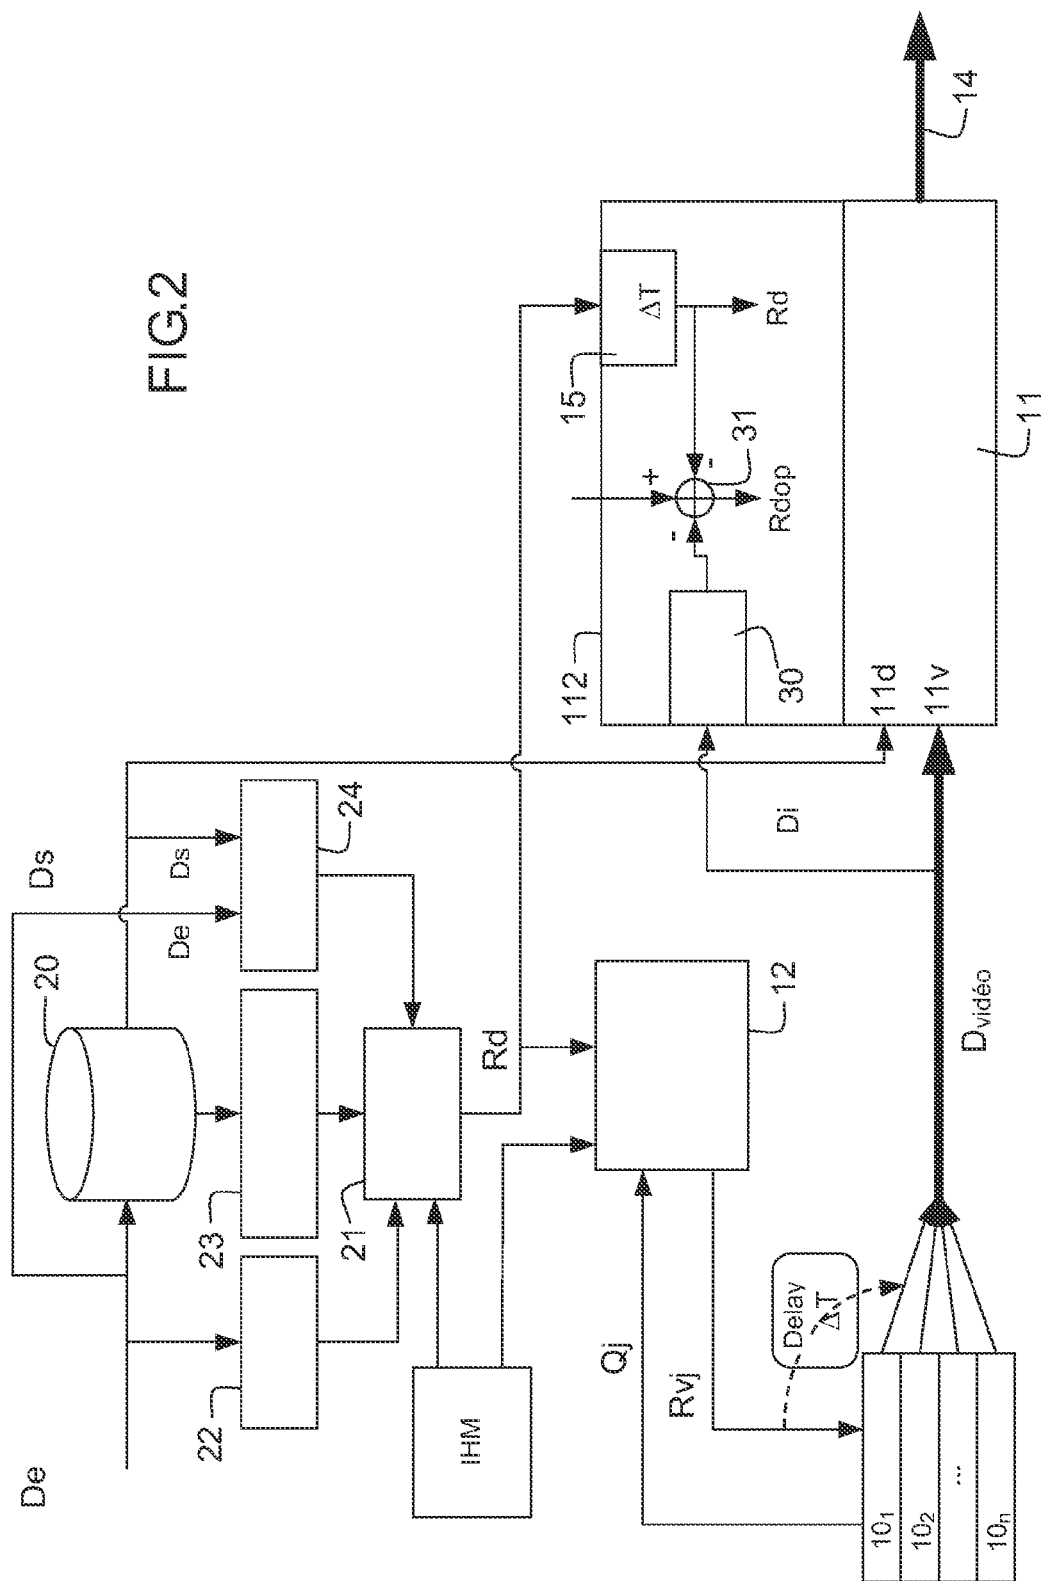 FIG.2
De
Ds
20
De
Ds
22
23
24
21
Rd
IHM
12
Qj
Rvj
Delay
ΔT
10₁
10₂
...
10ₙ
Dvidéo
Di
112
30
15
ΔT
+
-
-
31
Rd
Rdop
11d
11v
11
14